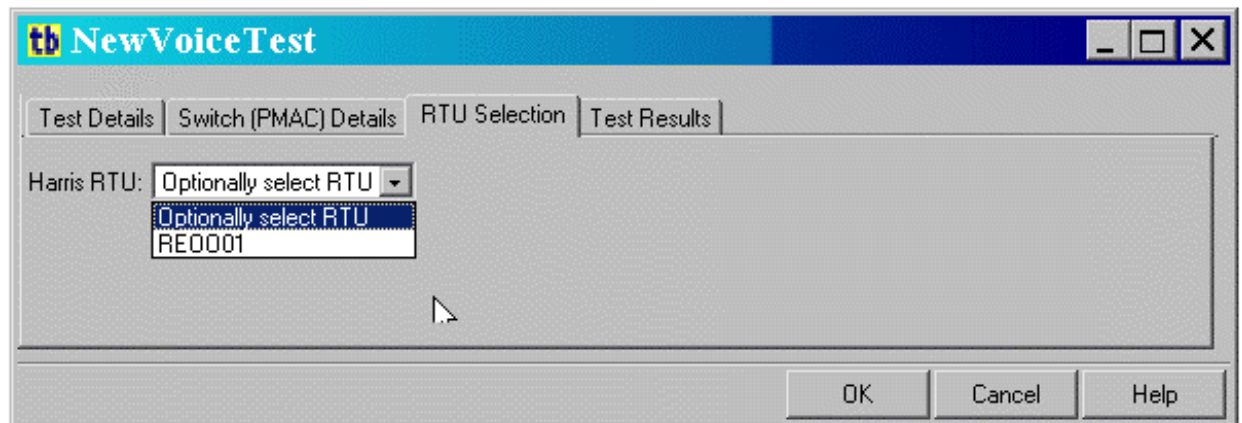 tb NewVoiceTest
Test Details Switch (PMAC) Details RTU Selection Test Results
Harris RTU: Optionally select RTU
Optionally select RTU
REOO01
OK Cancel Help